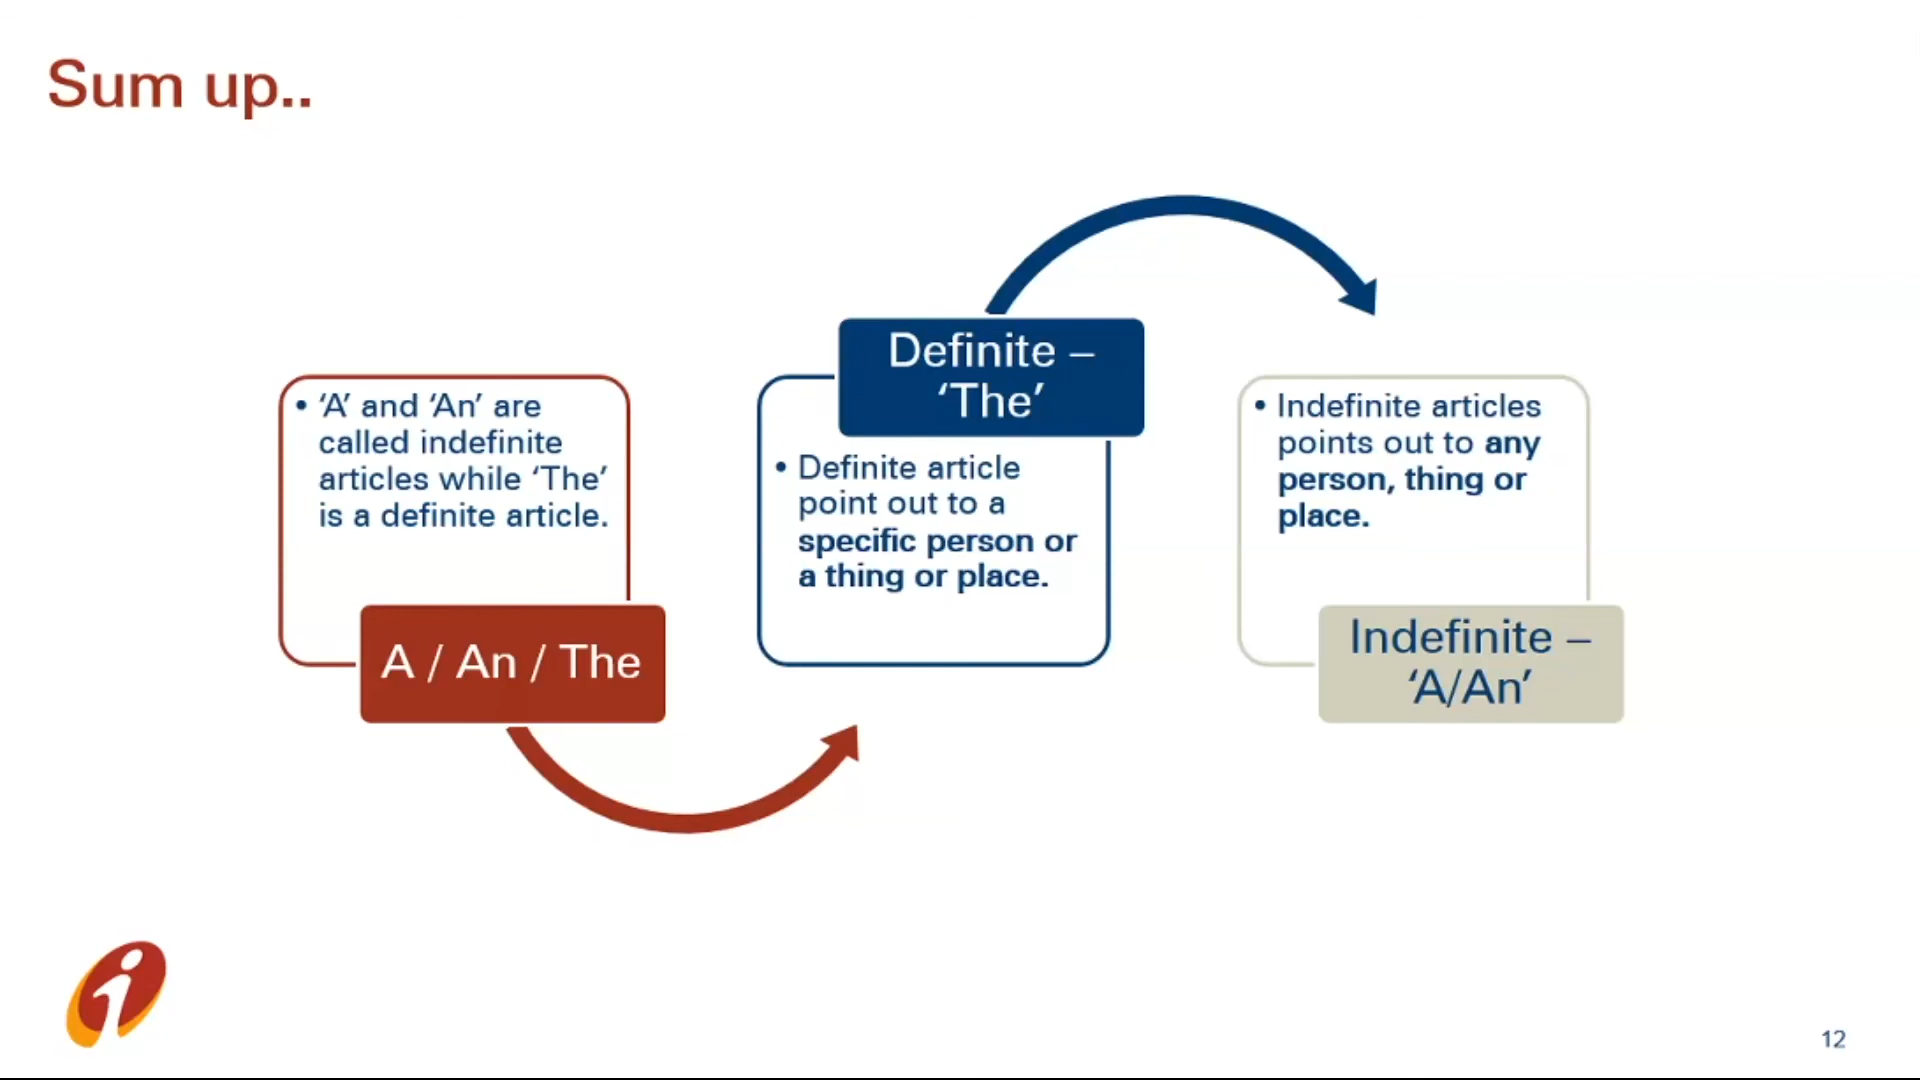 Sum up..
• ‘A’ and ‘An’ are
called indefinite
articles while ‘The’
is a definite article.
A / An / The
Definite –
‘The’
• Definite article
point out to a
specific person or
a thing or place.
• Indefinite articles
points out to any
person, thing or
place.
Indefinite –
‘A/An’
12